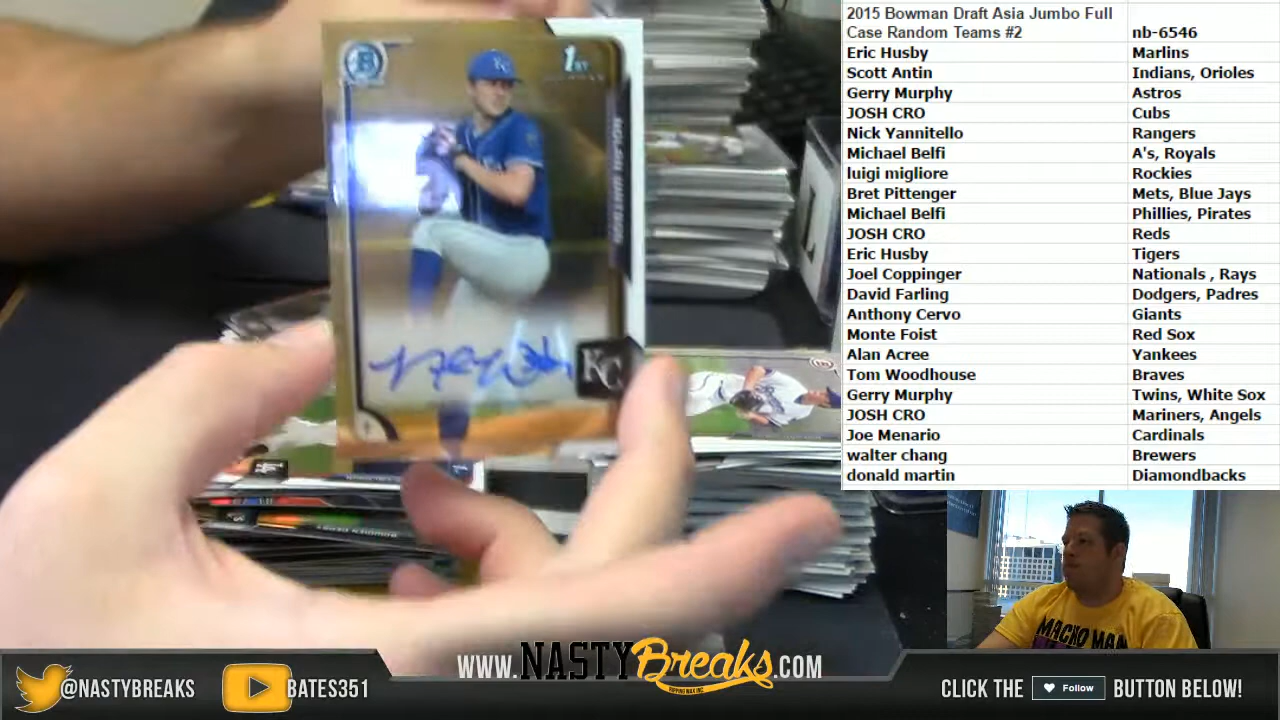 2015 Bowman Draft Asia Jumbo Full
Case Random Teams #2 nb-6546
Eric Husby Marlins
Scott Antin Indians, Orioles
Gerry Murphy Astros
JOSH CRO Cubs
Nick Yannitello Rangers
Michael Belfi A's, Royals
luigi migliore Rockies
Bret Pittenger Mets, Blue Jays
Michael Belfi Phillies, Pirates
JOSH CRO Reds
Eric Husby Tigers
Joel Coppinger Nationals , Rays
David Farling Dodgers, Padres
Anthony Cervo Giants
Monte Foist Red Sox
Alan Acree Yankees
Tom Woodhouse Braves
Gerry Murphy Twins, White Sox
JOSH CRO Mariners, Angels
Joe Menario Cardinals
walter chang Brewers
donald martin Diamondbacks
1ST
KC
KC
MACHO MAN
@NASTYBREAKS
BATES351
WWW.NASTYBreaks.COM
CLICK THE Follow BUTTON BELOW!